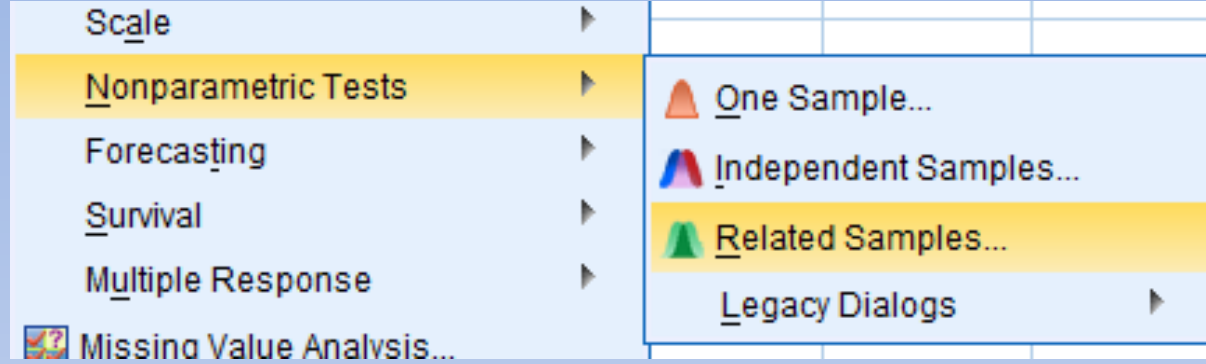 Scale
Nonparametric Tests
Forecasting
Survival
Multiple Response
Missing Value Analysis...
One Sample...
Independent Samples...
Related Samples...
Legacy Dialogs